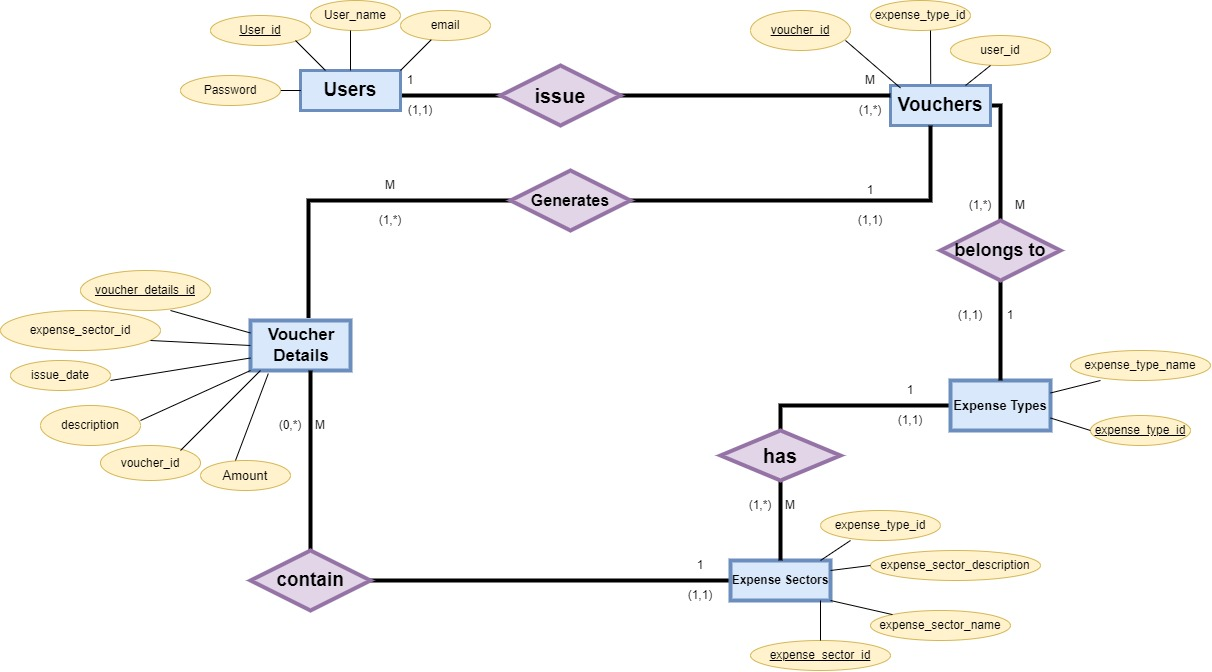 User_name
expense_type_id
User_id
email
voucher_id
user_id
Password
Users
1
(1,1)
issue
M
(1,*)
Vouchers
M
(1,*)
Generates
1
(1,1)
(1,*)
M
belongs to
(1,1)
1
voucher_details_id
expense_sector_id
issue_date
description
voucher_id
Amount
Voucher
Details
(0,*)
M
expense_type_name
expense_type_id
Expense Types
1
(1,1)
has
(1,*)
M
contain
1
(1,1)
Expense Sectors
expense_type_id
expense_sector_description
expense_sector_name
expense_sector_id